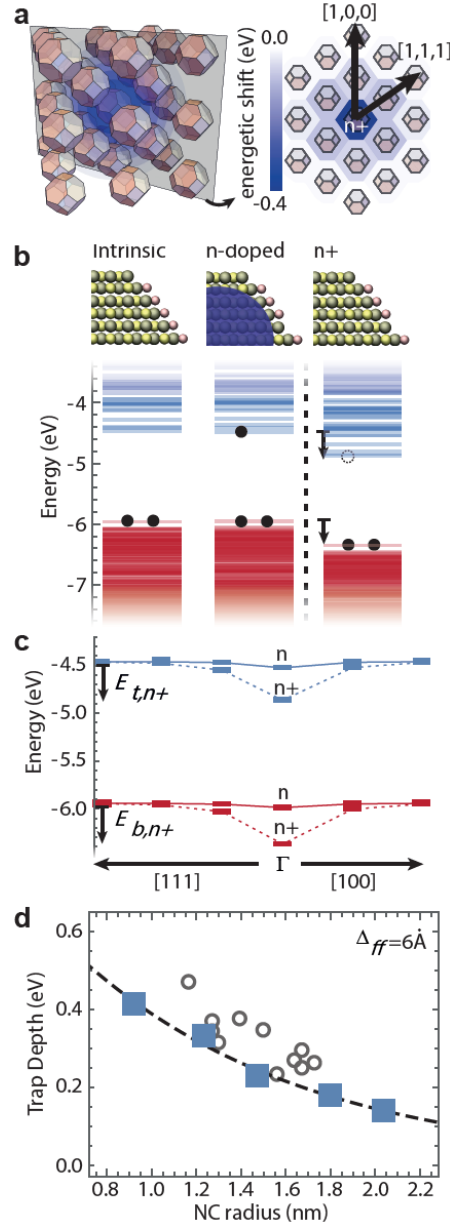 a
0.0
energetic shift (eV)
-0.4
[1,0,0]
[1,1,1]
n+
b
Intrinsic
n-doped
n+
Energy (eV)
-4
-5
-6
-7
c
Energy (eV)
-4.5
-5.0
-5.5
-6.0
n
n+
E t,n+
n
n+
E b,n+
Γ
[111]
[100]
d
Δff=6Å
Trap Depth (eV)
0.6
0.4
0.2
0.0
0.8 1.0 1.2 1.4 1.6 1.8 2.0 2.2
NC radius (nm)